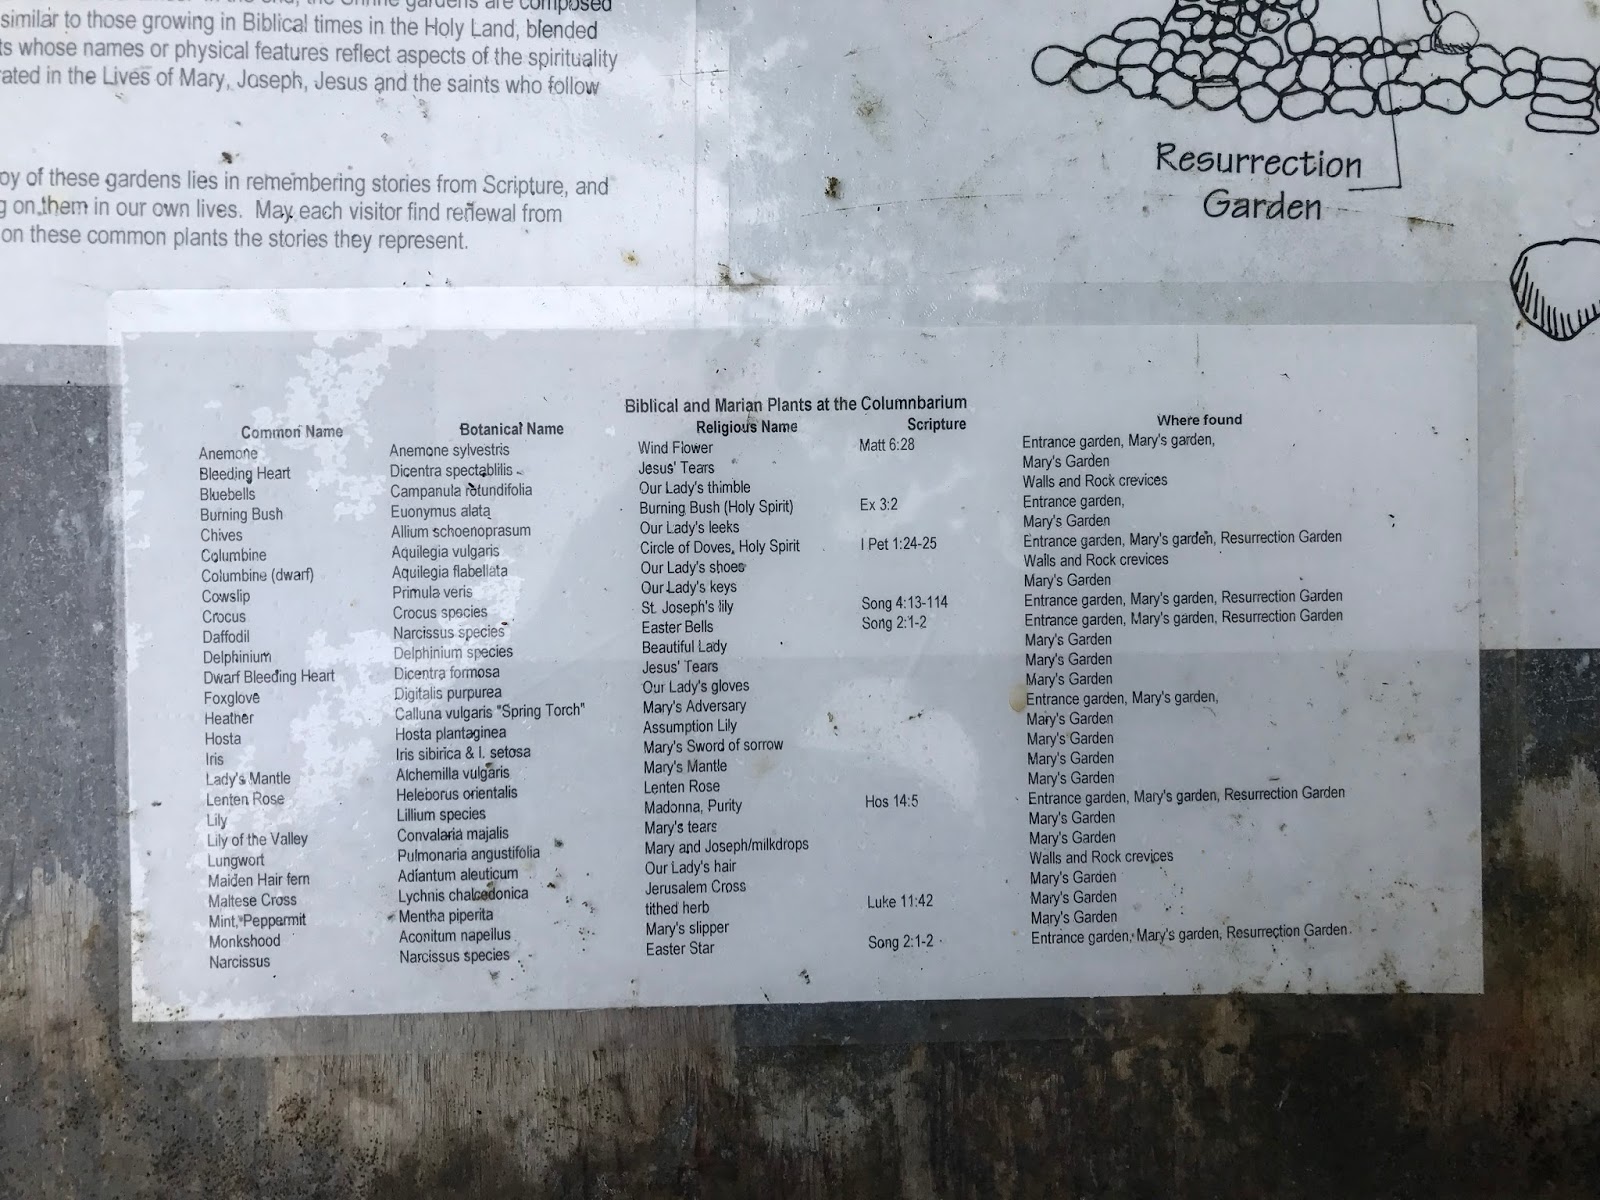 the Shrine gardens are composed
similar to those growing in Biblical times in the Holy Land, blended
whose names or physical features reflect aspects of the spirituality
in the Lives of Mary, Joseph, Jesus and the saints who follow
of these gardens lies in remembering stories from Scripture, and
on them in our own lives. May each visitor find renewal from
on these common plants the stories they represent.
Resurrection
Garden
Biblical and Marian Plants at the Columnbarium
Common Name Botanical Name Religious Name Scripture Where found
Anemone Anemone sylvestris Wind Flower Matt 6:28 Entrance garden, Mary's garden,
Bleeding Heart Dicentra spectablilis Jesus' Tears Mary's Garden
Bluebells Campanula rotundifolia Our Lady's thimble Walls and Rock crevices
Burning Bush Euonymus alata Burning Bush (Holy Spirit) Ex 3:2 Entrance garden,
Chives Allium schoenoprasum Our Lady's leeks Mary's Garden
Columbine Aquilegia vulgaris Circle of Doves, Holy Spirit I Pet 1:24-25 Entrance garden, Mary's garden, Resurrection Garden
Columbine (dwarf) Aquilegia flabellata Our Lady's shoes Walls and Rock crevices
Cowslip Primula veris Our Lady's keys Mary's Garden
Crocus Crocus species St. Joseph's lily Song 4:13-114 Entrance garden, Mary's garden, Resurrection Garden
Daffodil Narcissus species Easter Bells Song 2:1-2 Entrance garden, Mary's garden, Resurrection Garden
Delphinium Delphinium species Beautiful Lady Mary's Garden
Dwarf Bleeding Heart Dicentra formosa Jesus' Tears Mary's Garden
Foxglove Digitalis purpurea Our Lady's gloves Mary's Garden
Heather Calluna vulgaris "Spring Torch" Mary's Adversary Entrance garden, Mary's garden,
Hosta Hosta plantaginea Assumption Lily Mary's Garden
Iris Iris sibirica & I. setosa Mary's Sword of sorrow Mary's Garden
Lady's Mantle Alchemilla vulgaris Mary's Mantle Mary's Garden
Lenten Rose Heleborus orientalis Lenten Rose Mary's Garden
Lily Lillium species Madonna, Purity Hos 14:5 Entrance garden, Mary's garden, Resurrection Garden
Lily of the Valley Convalaria majalis Mary's tears Mary's Garden
Lungwort Pulmonaria angustifolia Mary and Joseph/milkdrops Mary's Garden
Maiden Hair fern Adiantum aleuticum Our Lady's hair Walls and Rock crevices
Maltese Cross Lychnis chalcedonica Jerusalem Cross Mary's Garden
Mint, Peppermit Mentha piperita tithed herb Luke 11:42 Mary's Garden
Monkshood Aconitum napellus Mary's slipper Mary's Garden
Narcissus Narcissus species Easter Star Song 2:1-2 Entrance garden, Mary's garden, Resurrection Garden